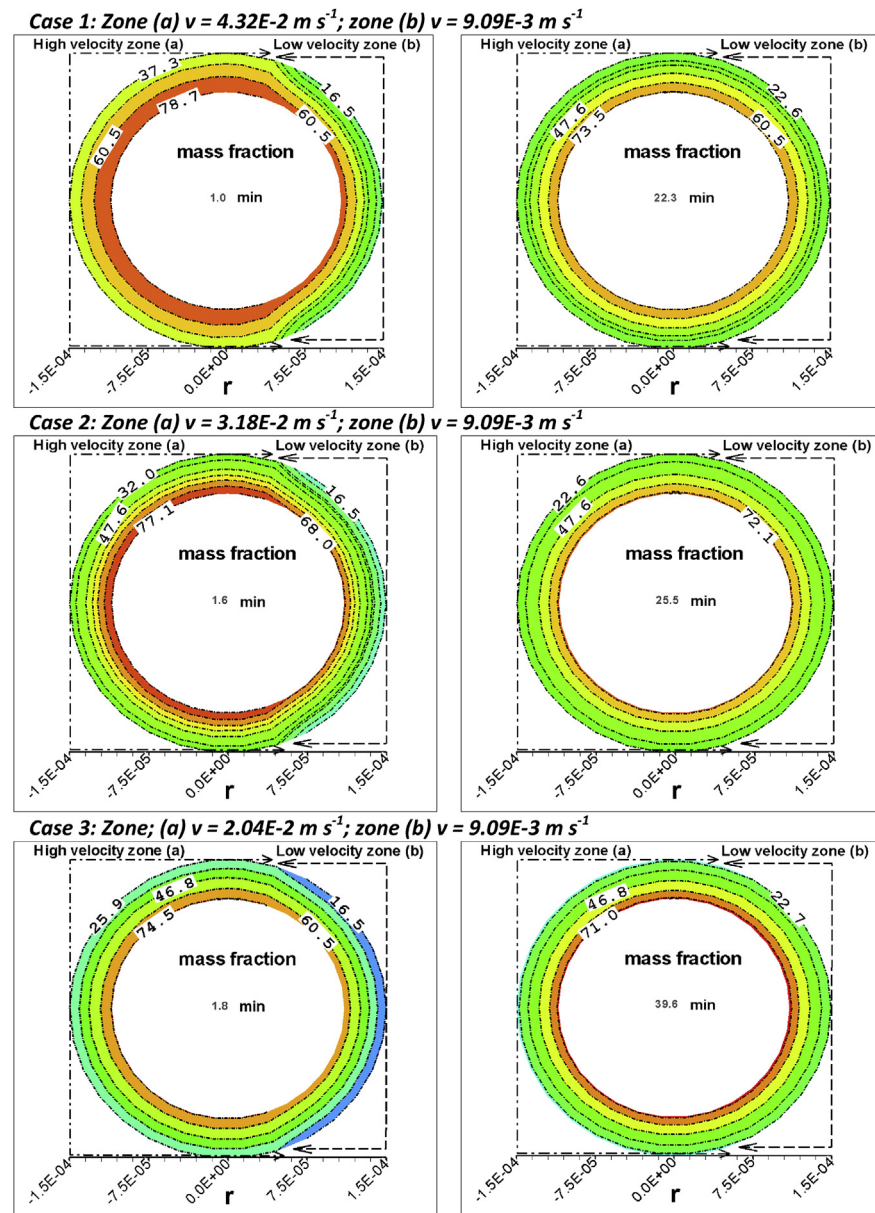 Case 1: Zone (a) v = 4.32E-2 m s⁻¹; zone (b) v = 9.09E-3 m s⁻¹
High velocity zone (a)
Low velocity zone (b)
37.3
16.5
78.7
60.5
60.5
mass fraction
1.0 min
-1.5E-04
-7.5E-05
0.0E+00
7.5E-05
1.5E-04
r
High velocity zone (a)
Low velocity zone (b)
22.6
47.6
60.5
73.5
mass fraction
22.3 min
-1.5E-04
-7.5E-05
0.0E+00
7.5E-05
1.5E-04
r
Case 2: Zone (a) v = 3.18E-2 m s⁻¹; zone (b) v = 9.09E-3 m s⁻¹
High velocity zone (a)
Low velocity zone (b)
32.0
16.5
47.6
77.1
68.0
mass fraction
1.6 min
-1.5E-04
-7.5E-05
0.0E+00
7.5E-05
1.5E-04
r
High velocity zone (a)
Low velocity zone (b)
22.6
47.6
72.1
mass fraction
25.5 min
-1.5E-04
-7.5E-05
0.0E+00
7.5E-05
1.5E-04
r
Case 3: Zone; (a) v = 2.04E-2 m s⁻¹; zone (b) v = 9.09E-3 m s⁻¹
High velocity zone (a)
Low velocity zone (b)
25.9
46.8
16.5
74.5
60.5
mass fraction
1.8 min
-1.5E-04
-7.5E-05
0.0E+00
7.5E-05
1.5E-04
r
High velocity zone (a)
Low velocity zone (b)
46.8
22.7
71.0
mass fraction
39.6 min
-1.5E-04
-7.5E-05
0.0E+00
7.5E-05
1.5E-04
r